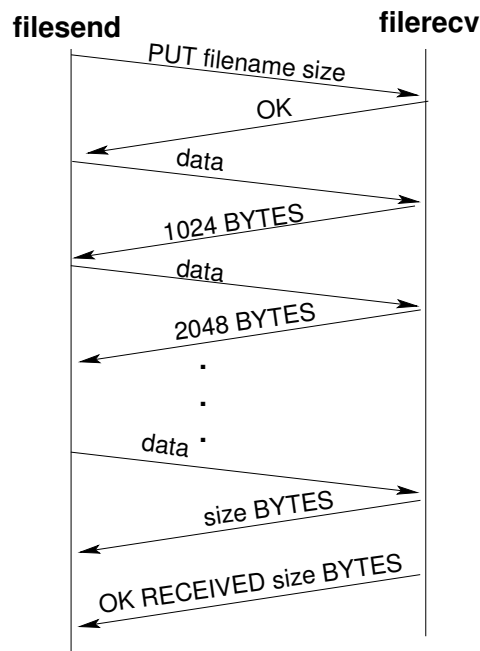 filesend
filerecv
PUT filename size
OK
data
1024 BYTES
data
2048 BYTES
.
.
.
data
size BYTES
OK RECEIVED size BYTES